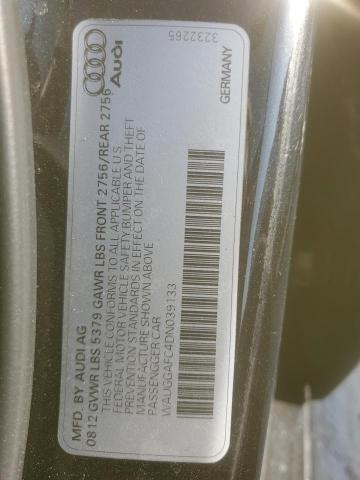 Audi
3232265
GERMANY
MFD. BY AUDI AG
0812 GVWR LBS 5379 GAWR LBS FRONT 2756/REAR 2756
THIS VEHICLE CONFORMS TO ALL APPLICABLE U.S
FEDERAL MOTOR VEHICLE SAFETY BUMPER AND THEFT
PREVENTION STANDARDS IN EFFECT ON THE DATE OF
MANUFACTURE SHOWN ABOVE
PASSENGER CAR
WAUGGAFC4DN039133